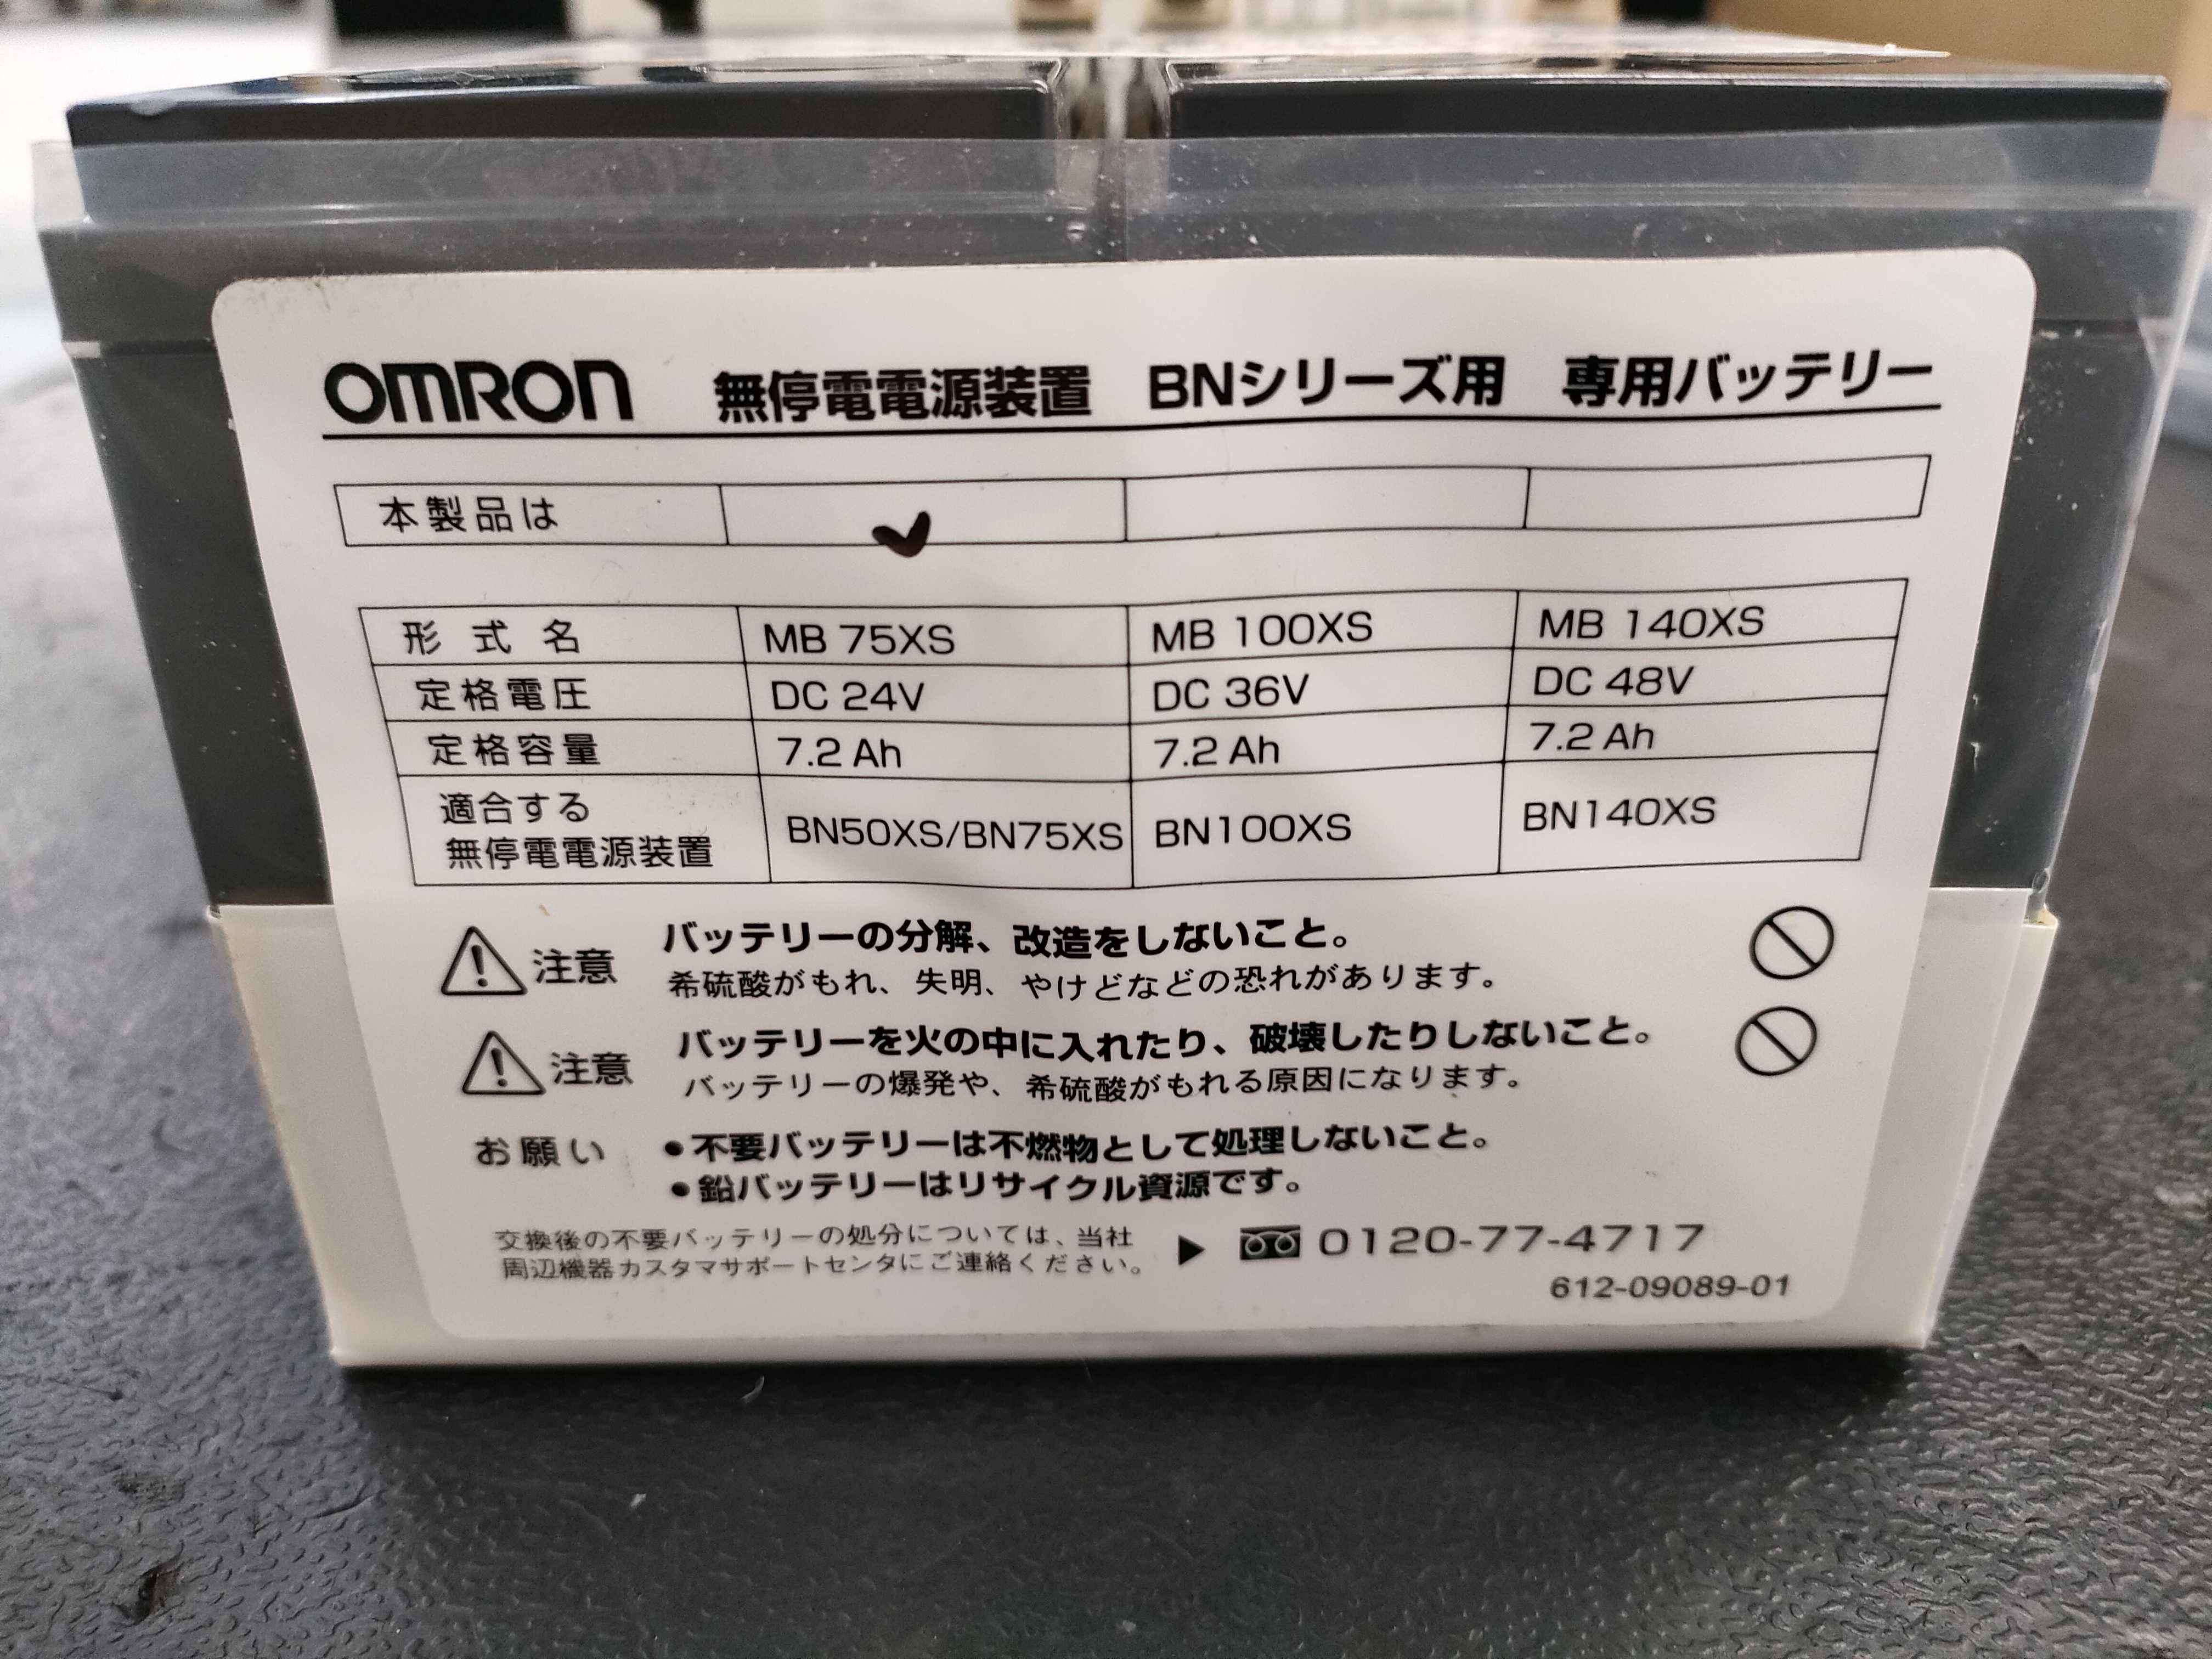 OMRON 無停電電源装置 BNシリーズ用 専用バッテリー
本製品は ✓
形式名 MB 75XS MB 100XS MB 140XS
定格電圧 DC 24V DC 36V DC 48V
定格容量 7.2 Ah 7.2 Ah 7.2 Ah
適合する
無停電電源装置 BN50XS/BN75XS BN100XS BN140XS
注意 バッテリーの分解、改造をしないこと。
希硫酸がもれ、失明、やけどなどの恐れがあります。
注意 バッテリーを火の中に入れたり、破壊したりしないこと。
バッテリーの爆発や、希硫酸がもれる原因になります。
お願い ●不要バッテリーは不燃物として処理しないこと。
●鉛バッテリーはリサイクル資源です。
交換後の不要バッテリーの処分については、当社
周辺機器カスタマサポートセンタにご連絡ください。 ▶ 0120-77-4717
612-09089-01